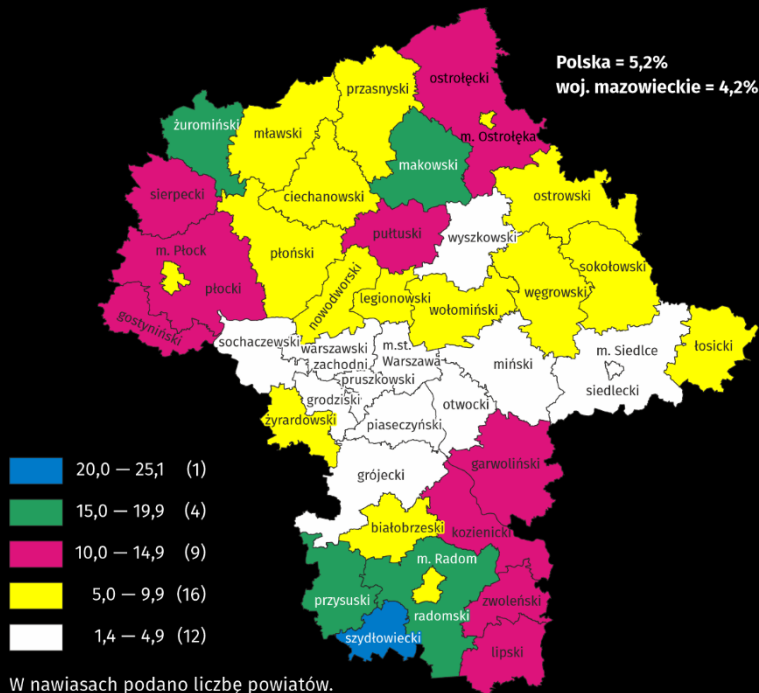 Polska = 5,2%
woj. mazowieckie = 4,2%
ostrołęcki
przasnyski
żuromiński
mławski
m. Ostrołęka
makowski
sierpecki
ciechanowski
ostrowski
pułtuski
wyszkowski
m. Płock
płoński
sokołowski
płocki
nowodworski
legionowski
węgrowski
wołomiński
gostyniński
sochaczewski
warszawski
zachodni
m.st.
Warszawa
łosicki
m. Siedlce
miński
pruszkowski
siedlecki
grodziski
otwocki
żyrardowski
piaseczyński
garwoliński
grójecki
białobrzeski
kozienicki
m. Radom
przysuski
zwoleński
radomski
szydłowiecki
lipski
20,0 — 25,1 (1)
15,0 — 19,9 (4)
10,0 — 14,9 (9)
5,0 — 9,9 (16)
1,4 — 4,9 (12)
W nawiasach podano liczbę powiatów.